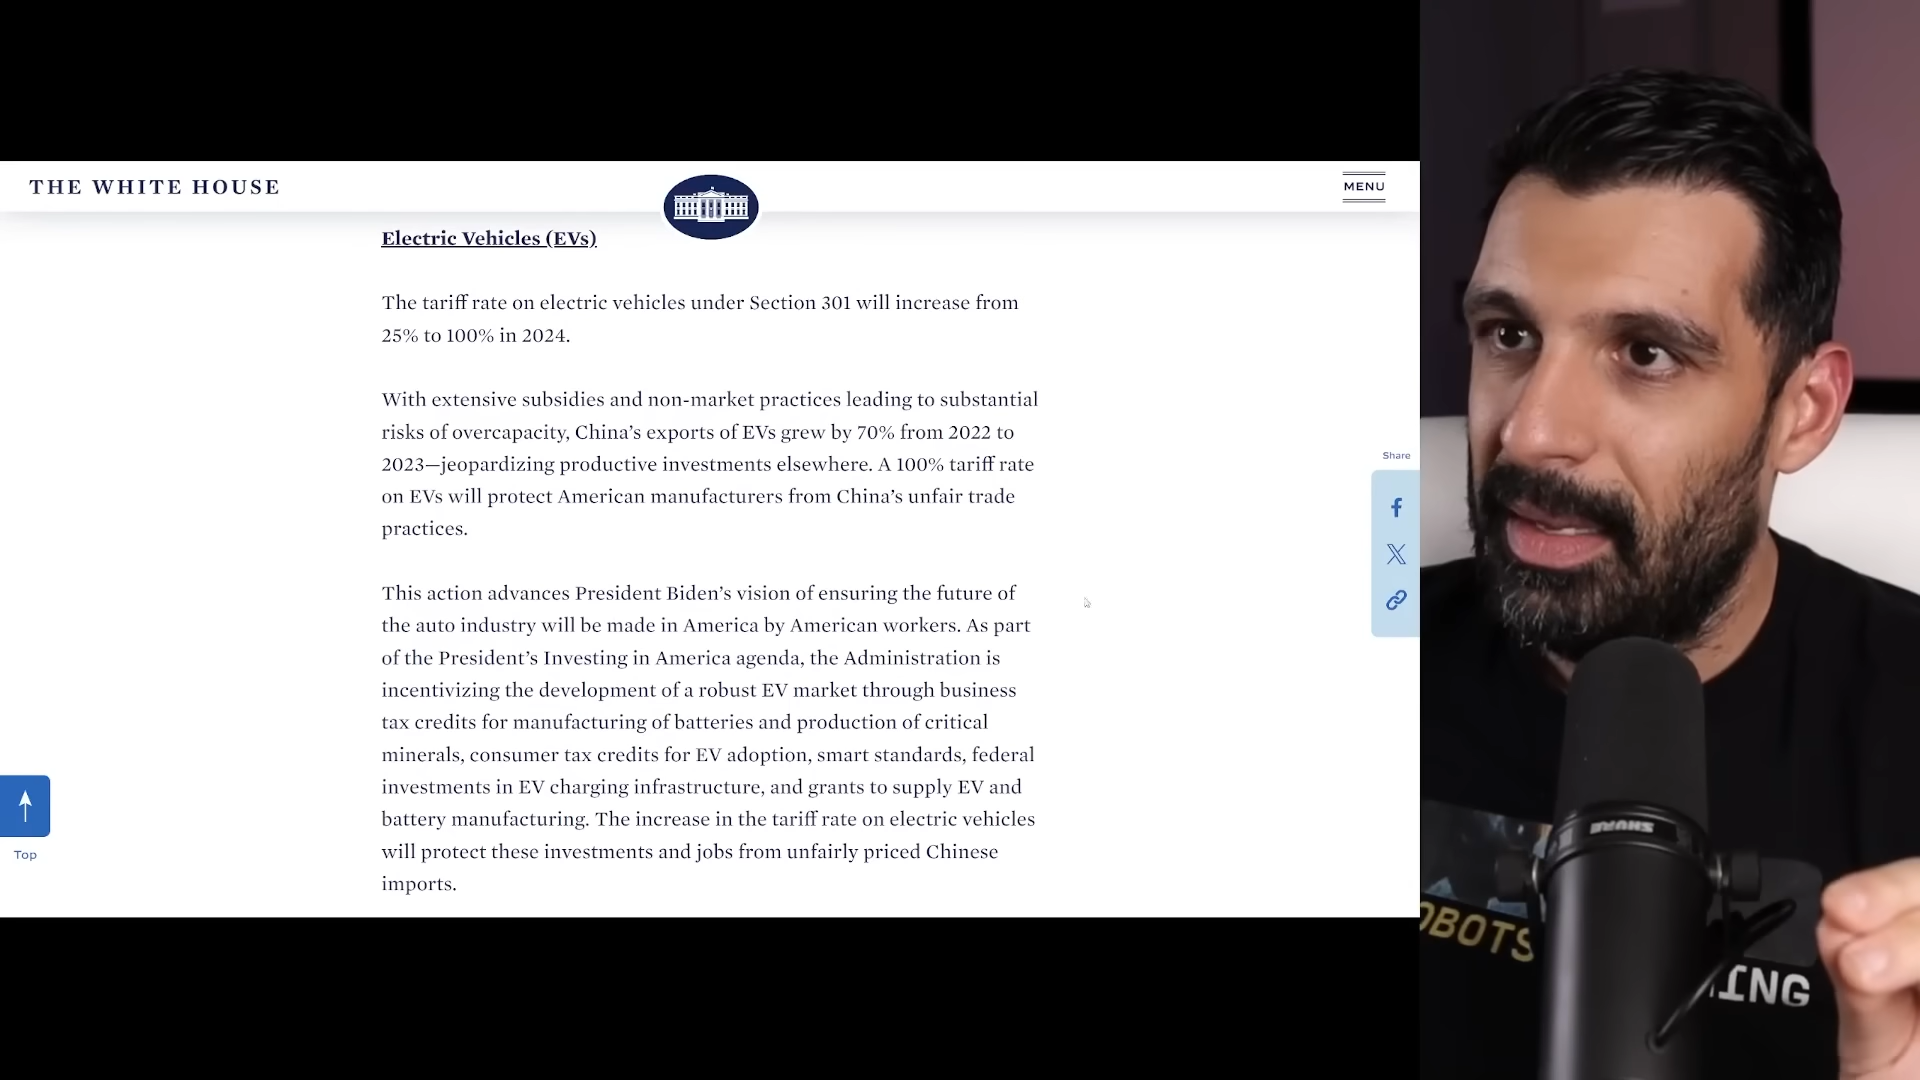 THE WHITE HOUSE
MENU
Electric Vehicles (EVs)
The tariff rate on electric vehicles under Section 301 will increase from
25% to 100% in 2024.
With extensive subsidies and non-market practices leading to substantial
risks of overcapacity, China’s exports of EVs grew by 70% from 2022 to
2023—jeopardizing productive investments elsewhere. A 100% tariff rate
on EVs will protect American manufacturers from China’s unfair trade
practices.
This action advances President Biden’s vision of ensuring the future of
the auto industry will be made in America by American workers. As part
of the President’s Investing in America agenda, the Administration is
incentivizing the development of a robust EV market through business
tax credits for manufacturing of batteries and production of critical
minerals, consumer tax credits for EV adoption, smart standards, federal
investments in EV charging infrastructure, and grants to supply EV and
battery manufacturing. The increase in the tariff rate on electric vehicles
will protect these investments and jobs from unfairly priced Chinese
imports.
Share
Top
SHURE
OBOTS
ING